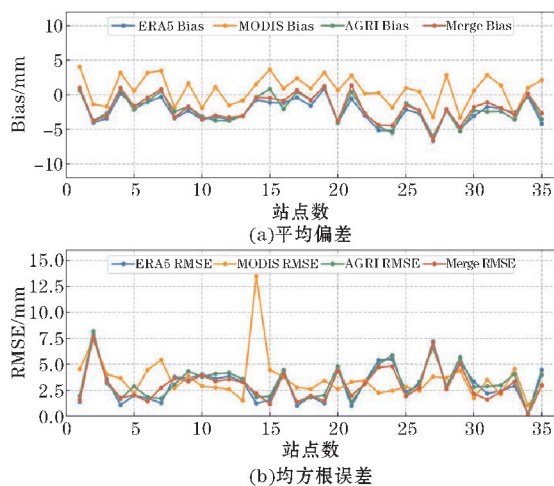 ERA5 Bias MODIS Bias AGRI Bias Merge Bias
Bias/mm
10
5
0
−5
−10
0 5 10 15 20 25 30 35
站点数
(a)平均偏差
ERA5 RMSE MODIS RMSE AGRI RMSE Merge RMSE
RMSE/mm
15.0
12.5
10.0
7.5
5.0
2.5
0.0
0 5 10 15 20 25 30 35
站点数
(b)均方根误差